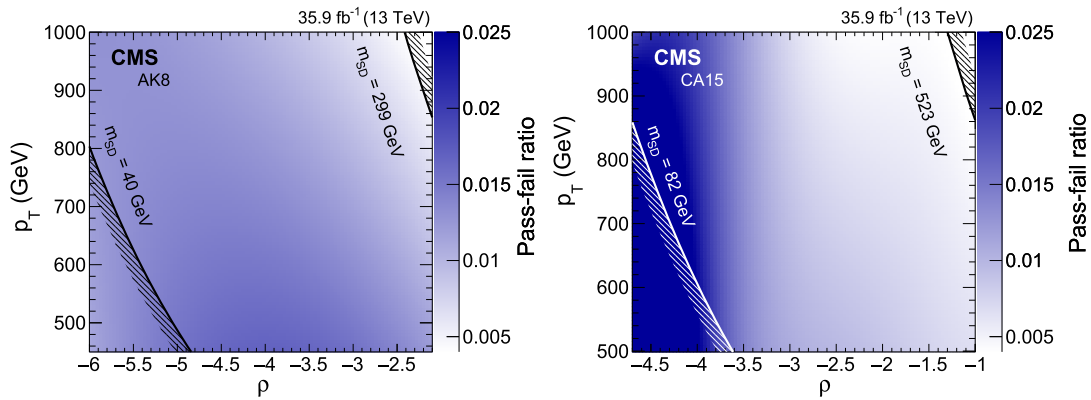 35.9 fb⁻¹ (13 TeV)
CMS
AK8
m_SD = 299 GeV
m_SD = 40 GeV
p_T (GeV)
1000
900
800
700
600
500
−6 −5.5 −5 −4.5 −4 −3.5 −3 −2.5
ρ
0.025
0.02
0.015
0.01
0.005
Pass-fail ratio
35.9 fb⁻¹ (13 TeV)
CMS
CA15
m_SD = 523 GeV
m_SD = 82 GeV
p_T (GeV)
1000
900
800
700
600
500
−4.5 −4 −3.5 −3 −2.5 −2 −1.5 −1
ρ
0.025
0.02
0.015
0.01
0.005
Pass-fail ratio